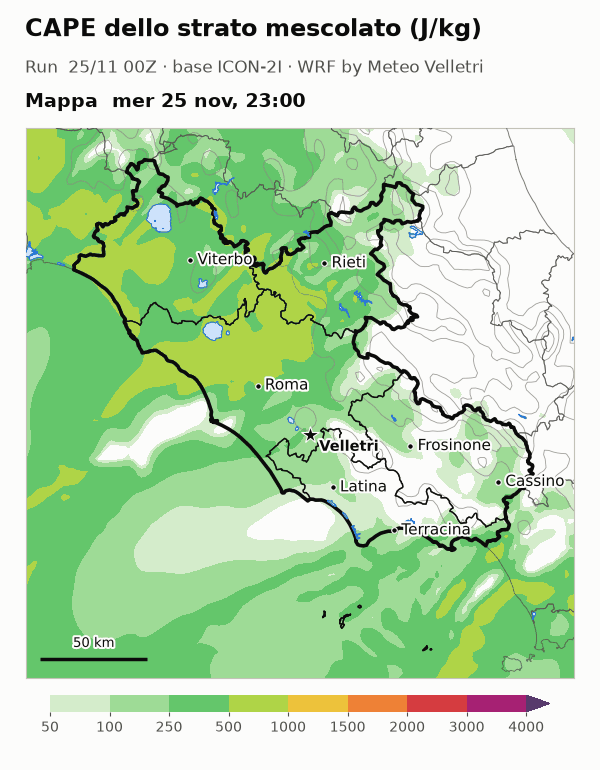 CAPE dello strato mescolato (J/kg)
Run  25/11 00Z · base ICON-2I · WRF by Meteo Velletri
Mappa  mer 25 nov, 23:00
Viterbo
Rieti
Roma
Velletri
Frosinone
Cassino
Latina
Terracina
50 km
50 100 250 500 1000 1500 2000 3000 4000